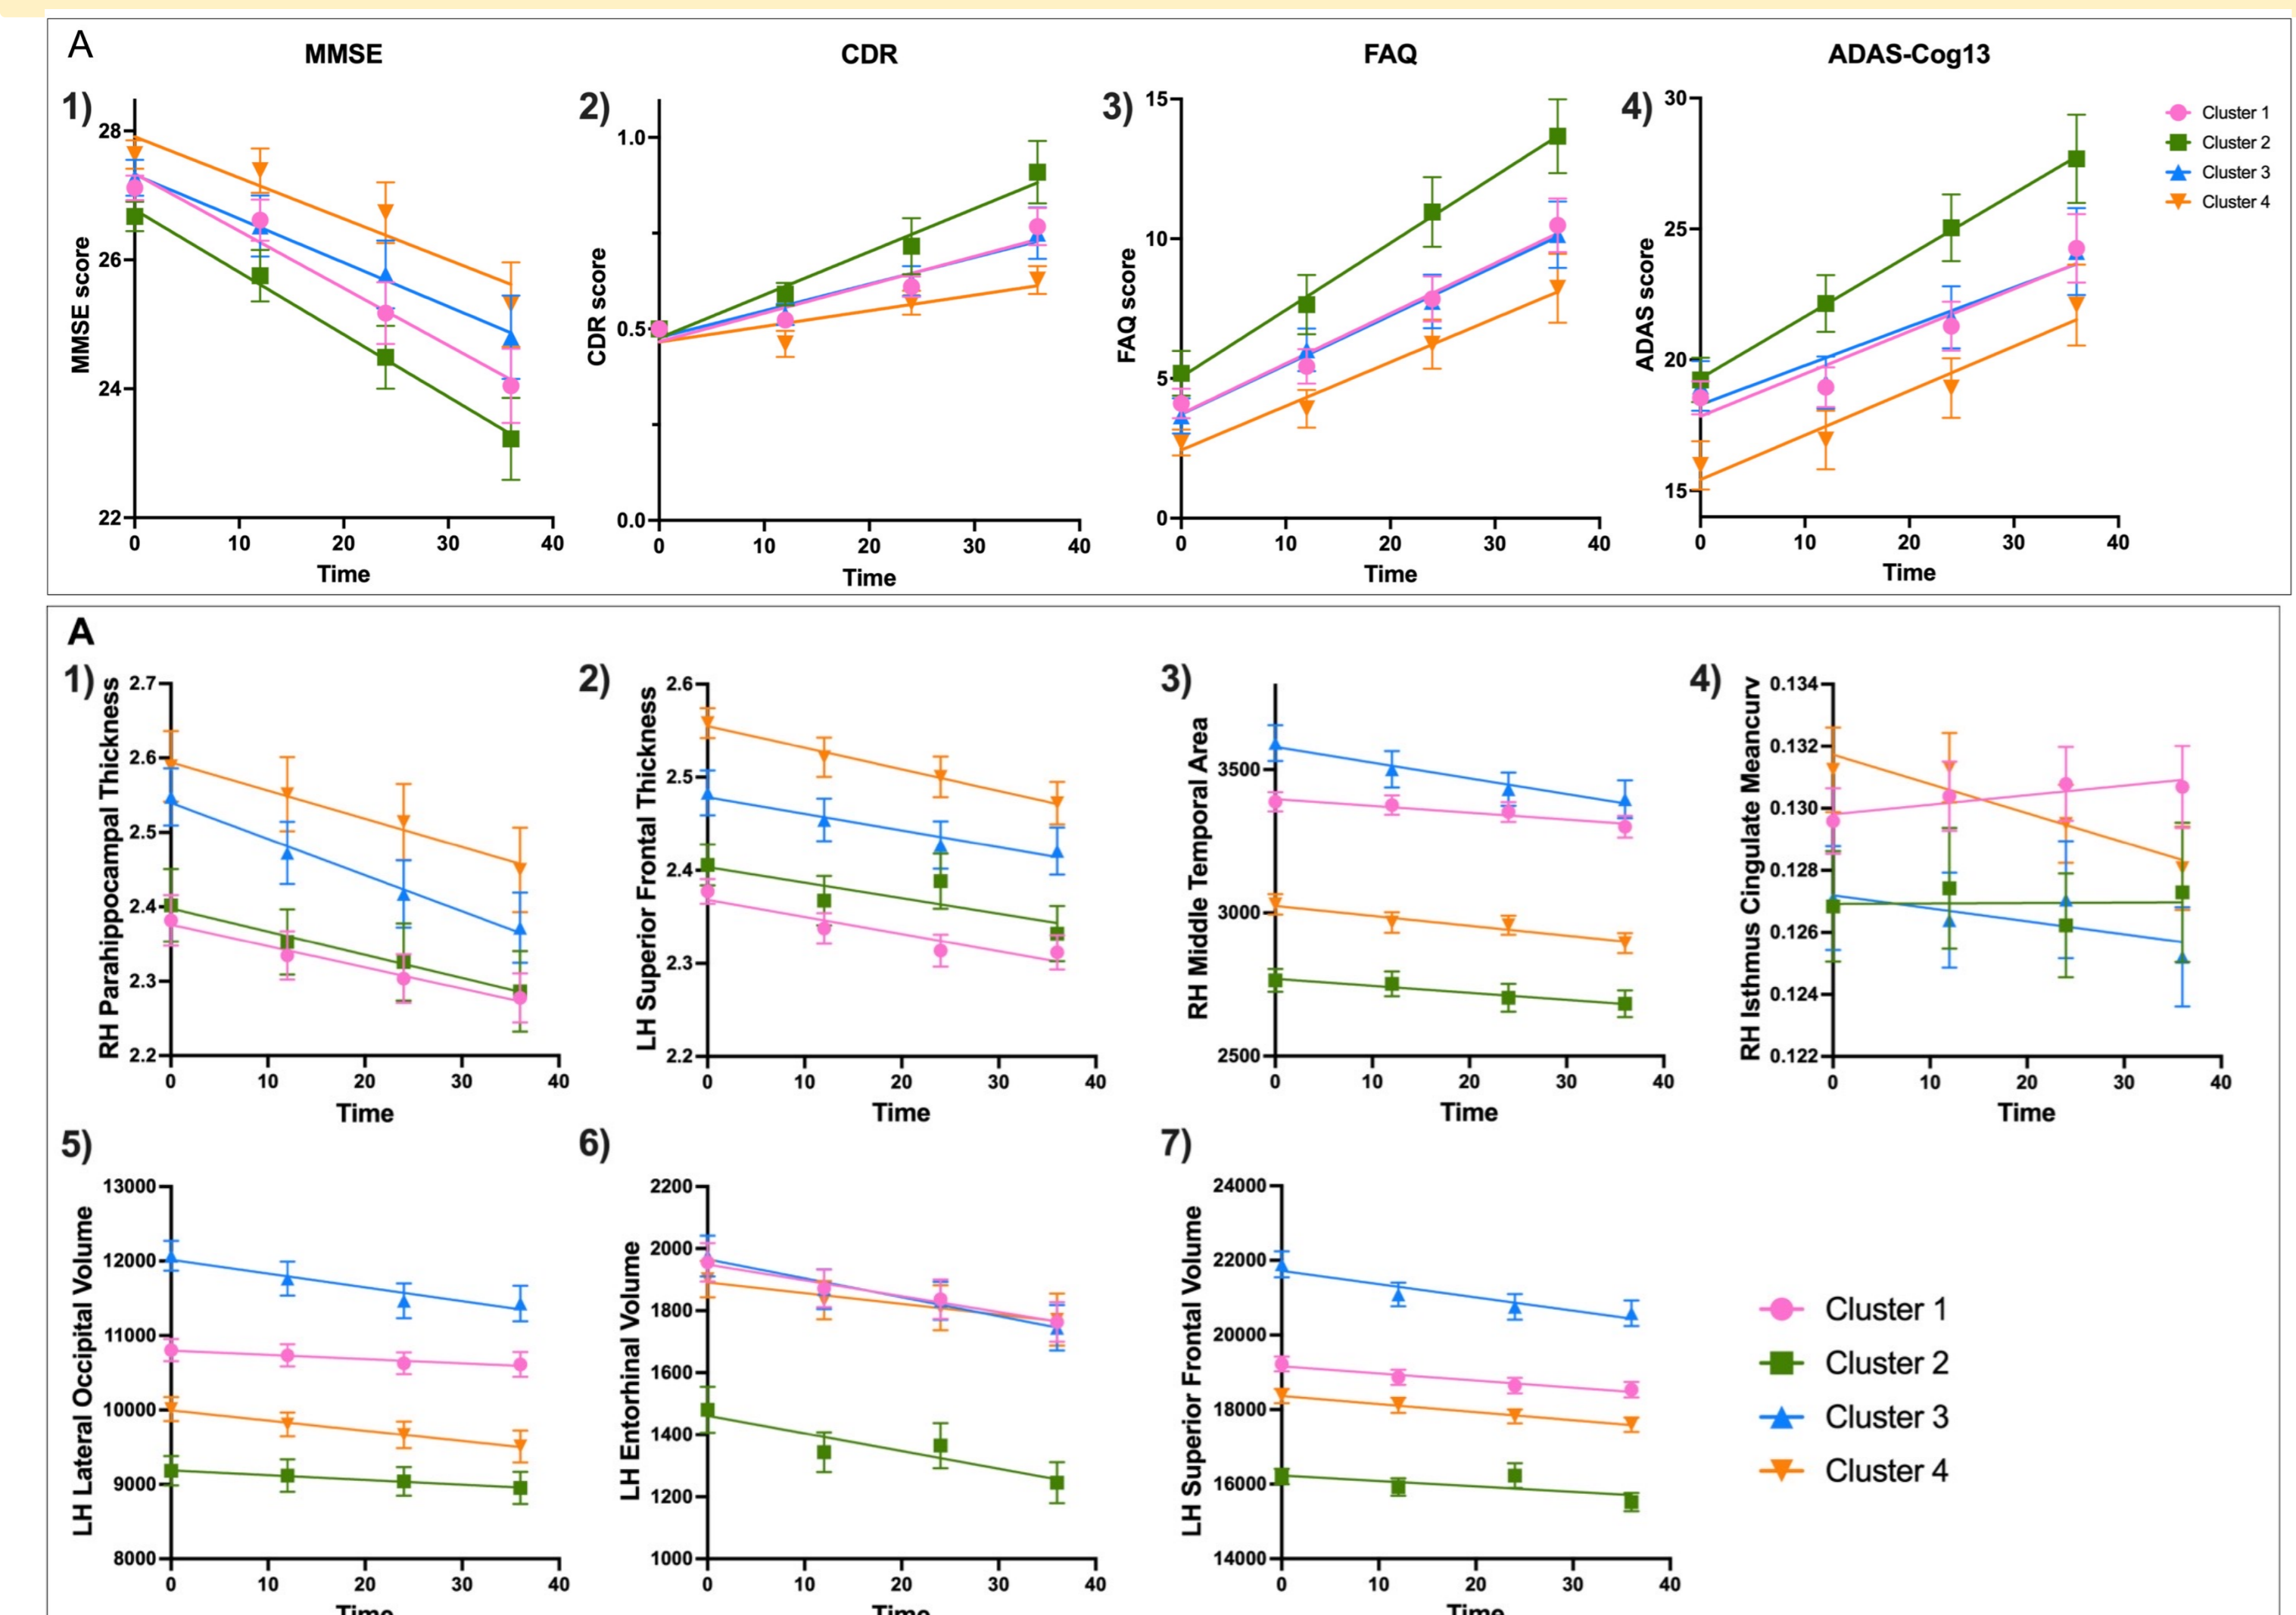 A
MMSE
CDR
FAQ
ADAS-Cog13
1)
MMSE score
28
26
24
22
0 10 20 30 40
Time
2)
CDR score
1.0
0.5
0.0
0 10 20 30 40
Time
3)
FAQ score
15
10
5
0
0 10 20 30 40
Time
4)
ADAS score
30
25
20
15
0 10 20 30 40
Time
Cluster 1
Cluster 2
Cluster 3
Cluster 4
A
1)
RH Parahippocampal Thickness
2.7
2.6
2.5
2.4
2.3
2.2
0 10 20 30 40
Time
2)
LH Superior Frontal Thickness
2.6
2.5
2.4
2.3
2.2
0 10 20 30 40
Time
3)
RH Middle Temporal Area
3500
3000
2500
0 10 20 30 40
Time
4)
RH Isthmus Cingulate Meancurv
0.134
0.132
0.130
0.128
0.126
0.124
0.122
0 10 20 30 40
Time
5)
LH Lateral Occipital Volume
13000
12000
11000
10000
9000
8000
0 10 20 30 40
Time
6)
LH Entorhinal Volume
2200
2000
1800
1600
1400
1200
1000
0 10 20 30 40
Time
7)
LH Superior Frontal Volume
24000
22000
20000
18000
16000
14000
0 10 20 30 40
Time
Cluster 1
Cluster 2
Cluster 3
Cluster 4